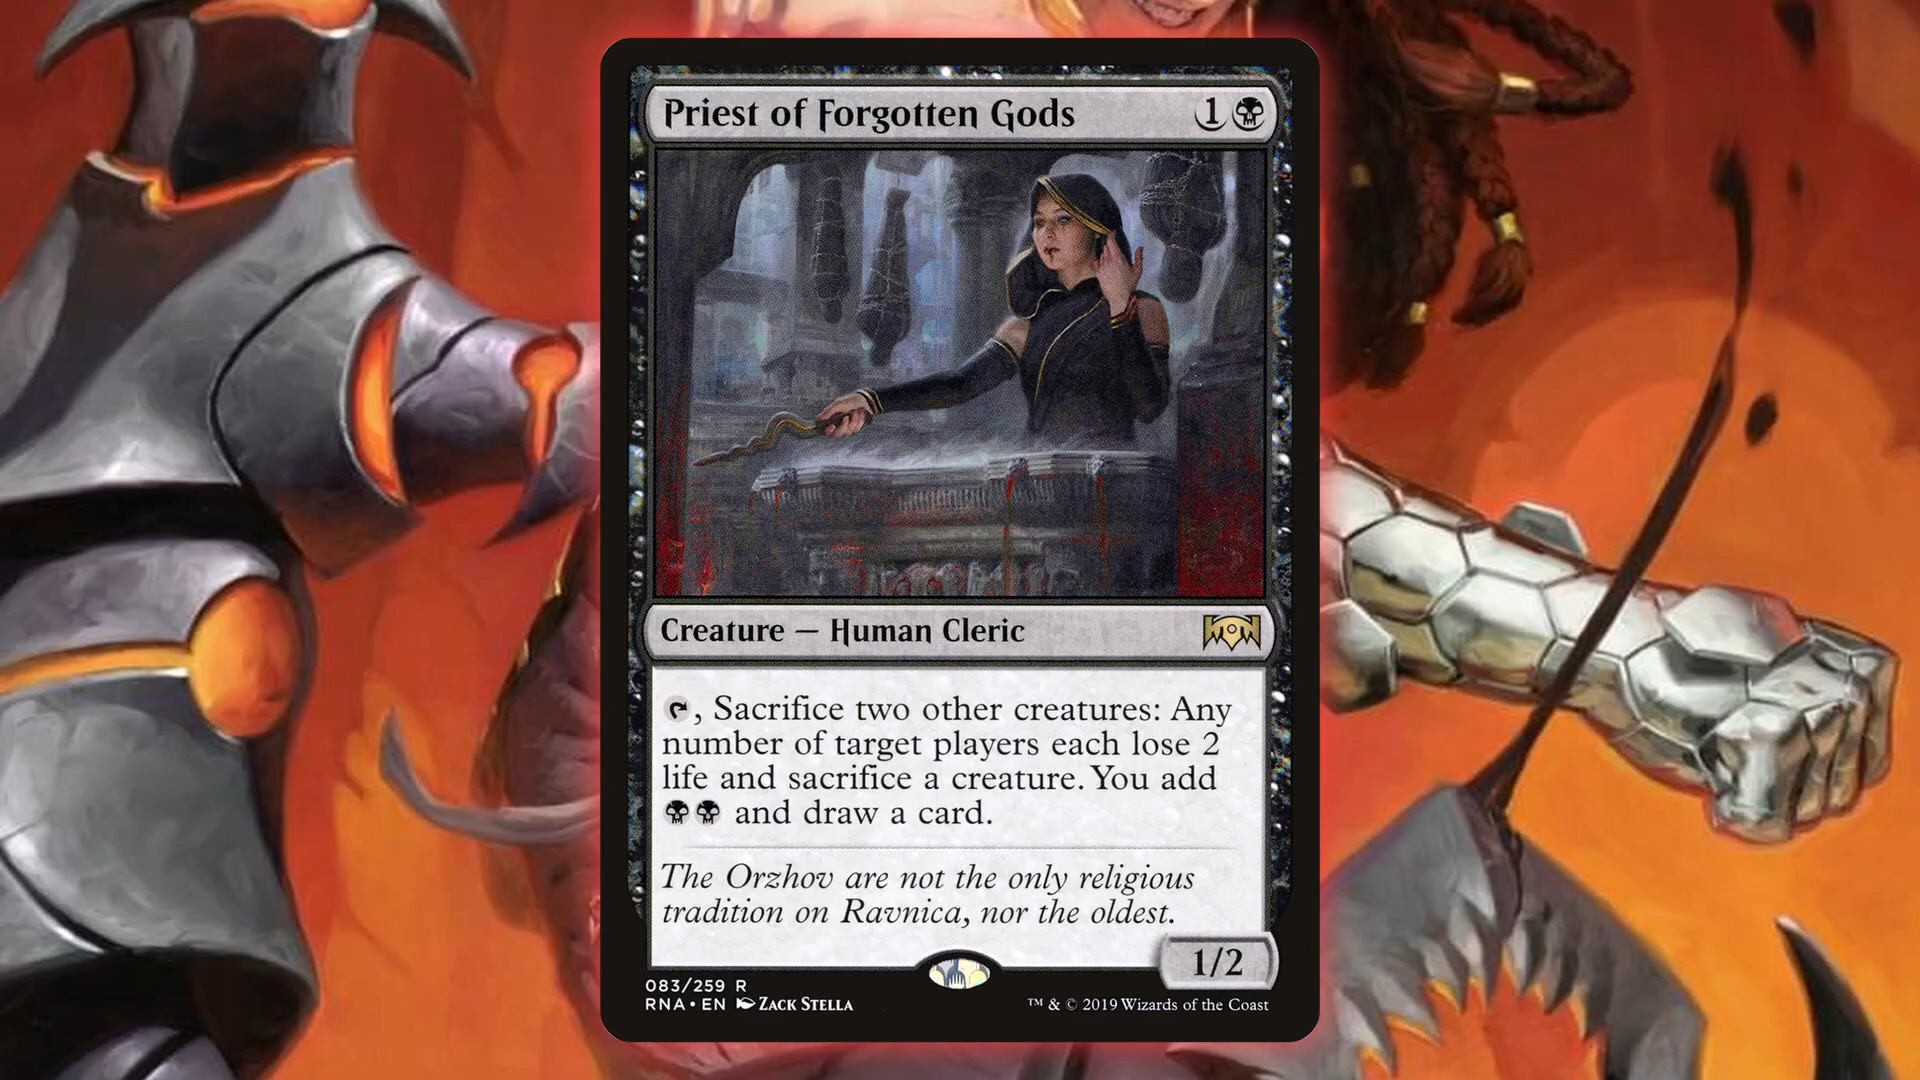 Priest of Forgotten Gods 1
Creature — Human Cleric
, Sacrifice two other creatures: Any
number of target players each lose 2
life and sacrifice a creature. You add
and draw a card.
The Orzhov are not the only religious
tradition on Ravnica, nor the oldest.
1/2
083/259 R
RNA • EN ZACK STELLA
™ & © 2019 Wizards of the Coast